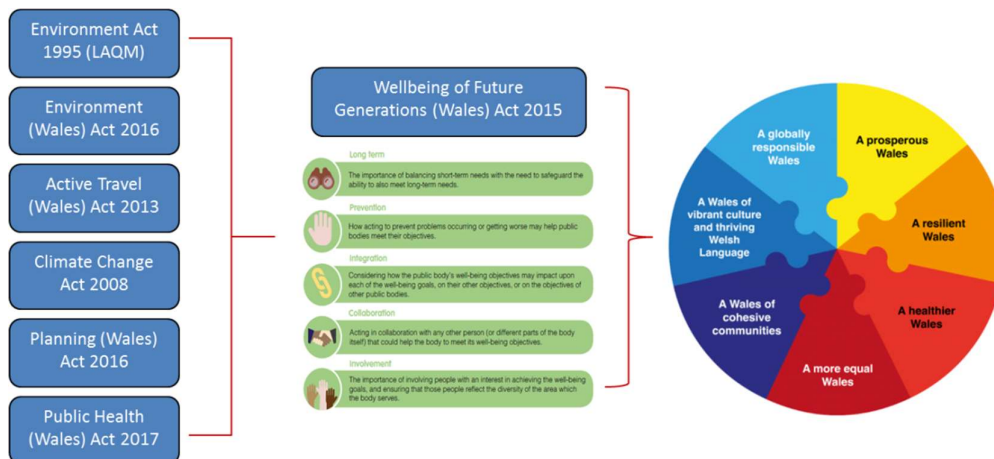 Environment Act
1995 (LAQM)
Environment
(Wales) Act 2016
Active Travel
(Wales) Act 2013
Climate Change
Act 2008
Planning (Wales)
Act 2016
Public Health
(Wales) Act 2017
Wellbeing of Future
Generations (Wales) Act 2015
Long term
The importance of balancing short-term needs with the need to safeguard the
ability to also meet long-term needs.
Prevention
How acting to prevent problems occurring or getting worse may help public
bodies meet their objectives.
Integration
Considering how the public body's well-being objectives may impact upon
each of the well-being goals, on their other objectives, or on the objectives of
other public bodies.
Collaboration
Acting in collaboration with any other person (or different parts of the body
itself) that could help the body to meet its well-being objectives.
Involvement
The importance of involving people with an interest in achieving the well-being
goals, and ensuring that those people reflect the diversity of the area which
the body serves.
A prosperous
Wales
A resilient
Wales
A healthier
Wales
A more equal
Wales
A Wales of
cohesive
communities
A Wales of
vibrant culture
and thriving
Welsh
Language
A globally
responsible
Wales